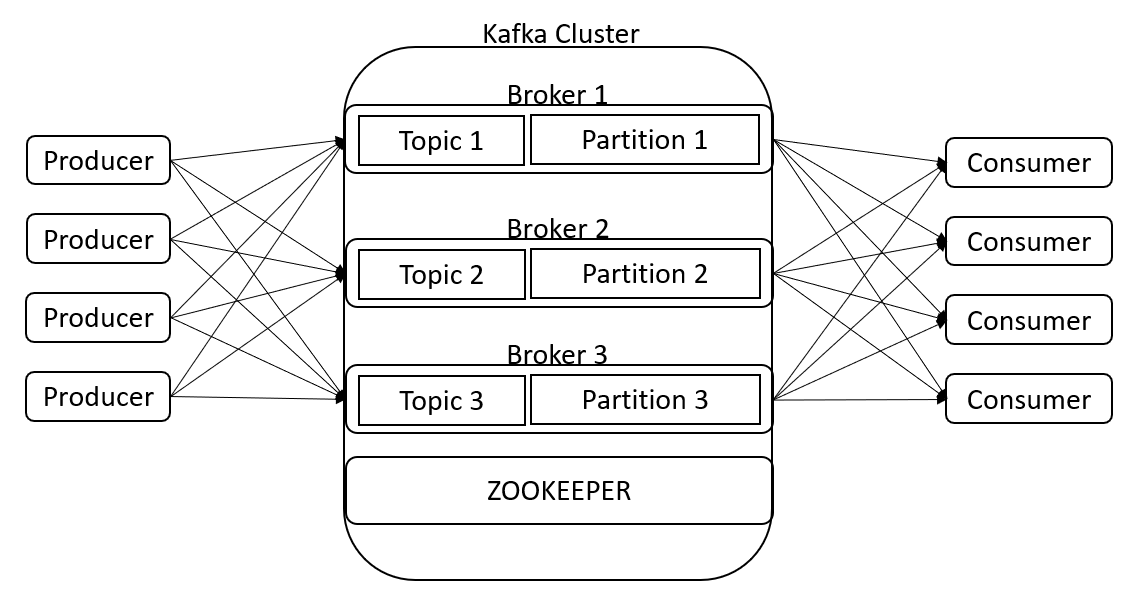 Kafka Cluster
Broker 1
Topic 1
Partition 1
Producer
Consumer
Broker 2
Producer
Consumer
Topic 2
Partition 2
Producer
Consumer
Broker 3
Producer
Topic 3
Partition 3
Consumer
ZOOKEEPER